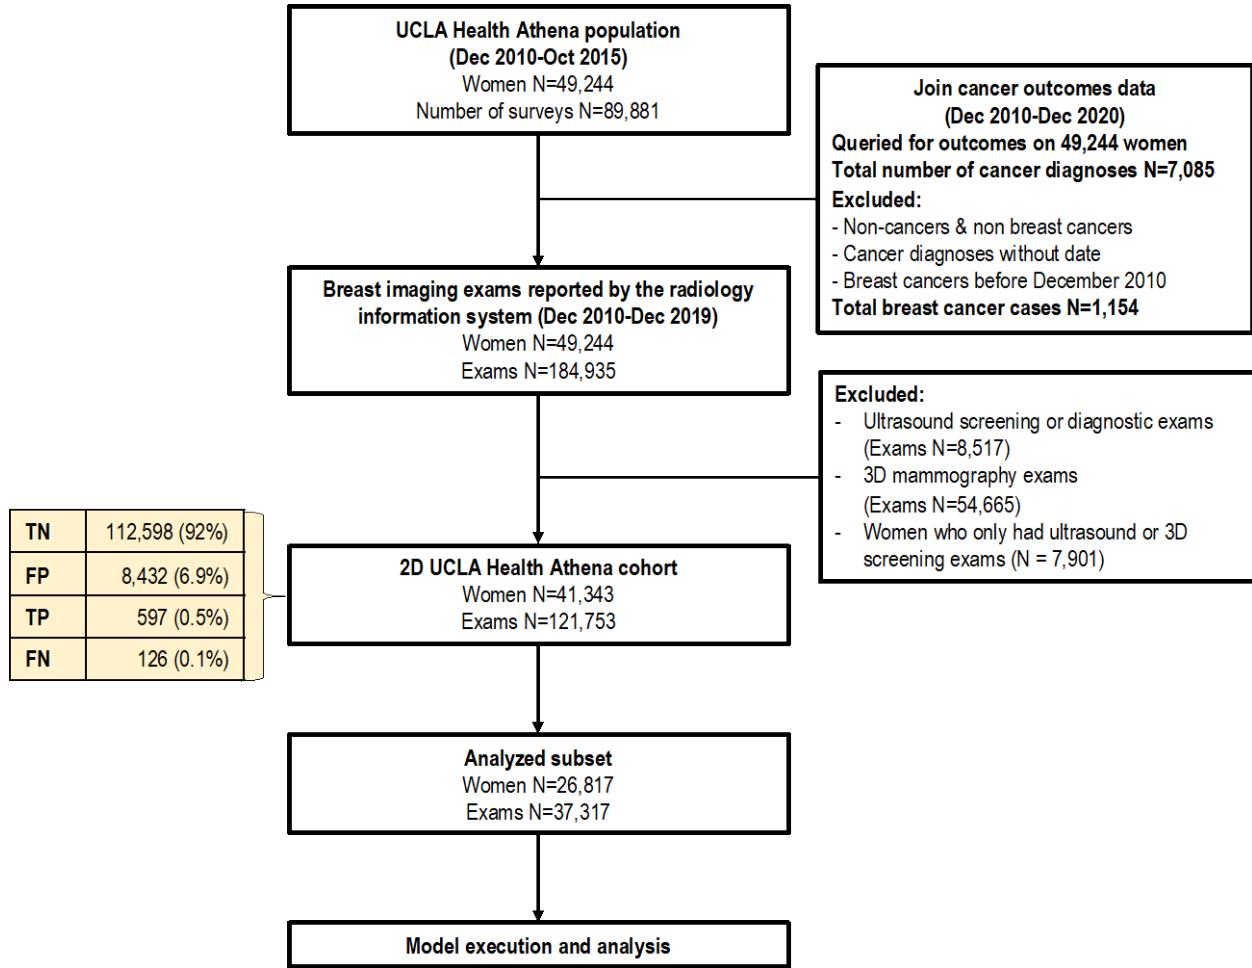 UCLA Health Athena population
(Dec 2010-Oct 2015)
Women N=49,244
Number of surveys N=89,881
Join cancer outcomes data
(Dec 2010-Dec 2020)
Queried for outcomes on 49,244 women
Total number of cancer diagnoses N=7,085
Excluded:
- Non-cancers & non breast cancers
- Cancer diagnoses without date
- Breast cancers before December 2010
Total breast cancer cases N=1,154
Breast imaging exams reported by the radiology
information system (Dec 2010-Dec 2019)
Women N=49,244
Exams N=184,935
Excluded:
- Ultrasound screening or diagnostic exams
(Exams N=8,517)
- 3D mammography exams
(Exams N=54,665)
- Women who only had ultrasound or 3D
screening exams (N = 7,901)
TN 112,598 (92%)
FP 8,432 (6.9%)
TP 597 (0.5%)
FN 126 (0.1%)
2D UCLA Health Athena cohort
Women N=41,343
Exams N=121,753
Analyzed subset
Women N=26,817
Exams N=37,317
Model execution and analysis